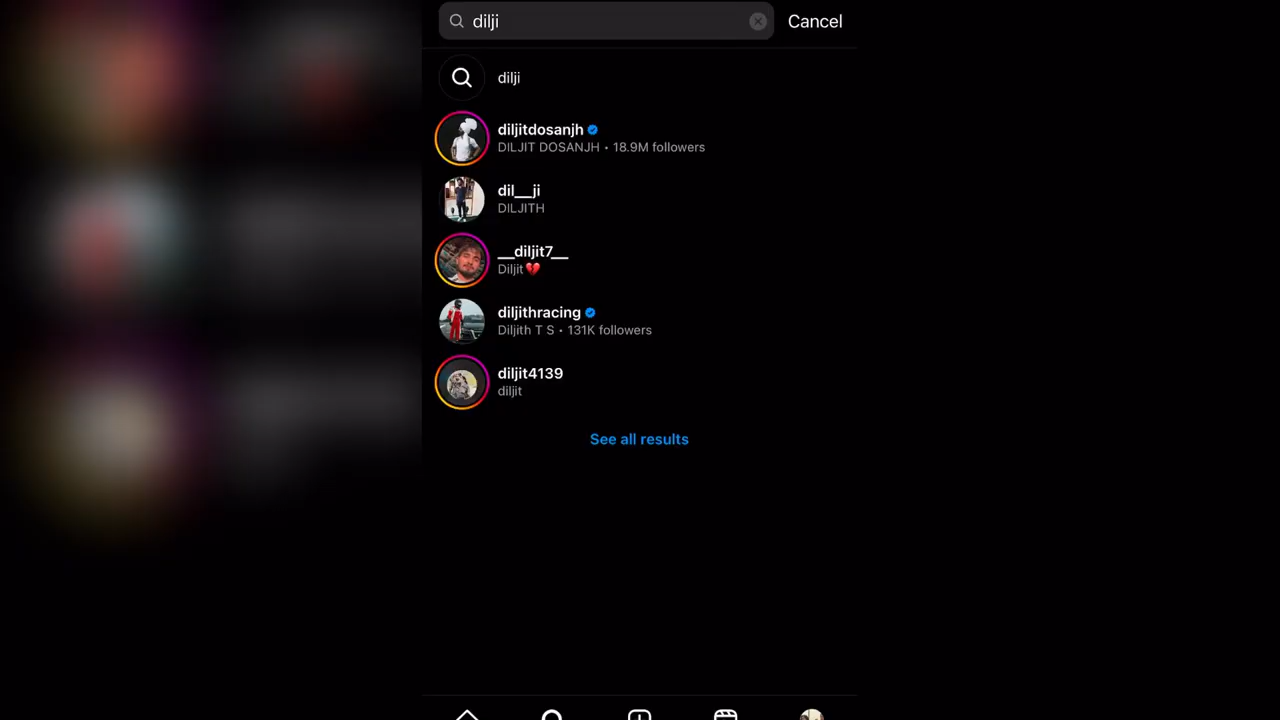 dilji
Cancel
dilji
diljitdosanjh
DILJIT DOSANJH • 18.9M followers
dil__ji
DILJITH
__diljit7__
Diljit💔
diljithracing
Diljith T S • 131K followers
diljit4139
diljit
See all results